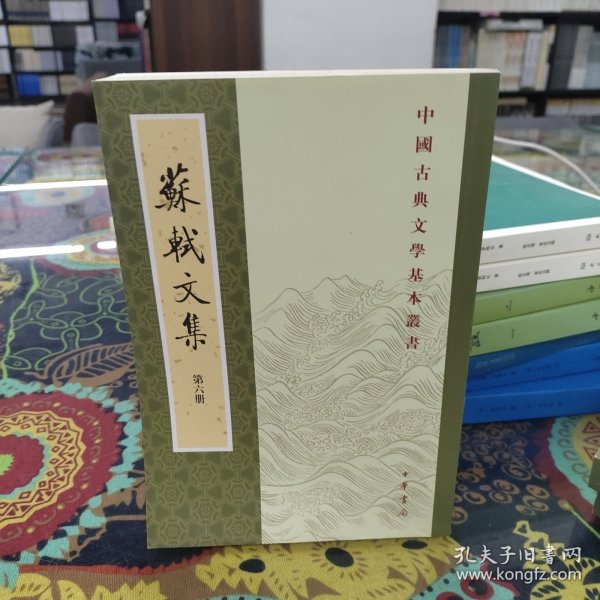 中國古典文學基本叢書
蘇軾文集
第六册
中華書局
孔夫子旧书网
www.kongfz.com